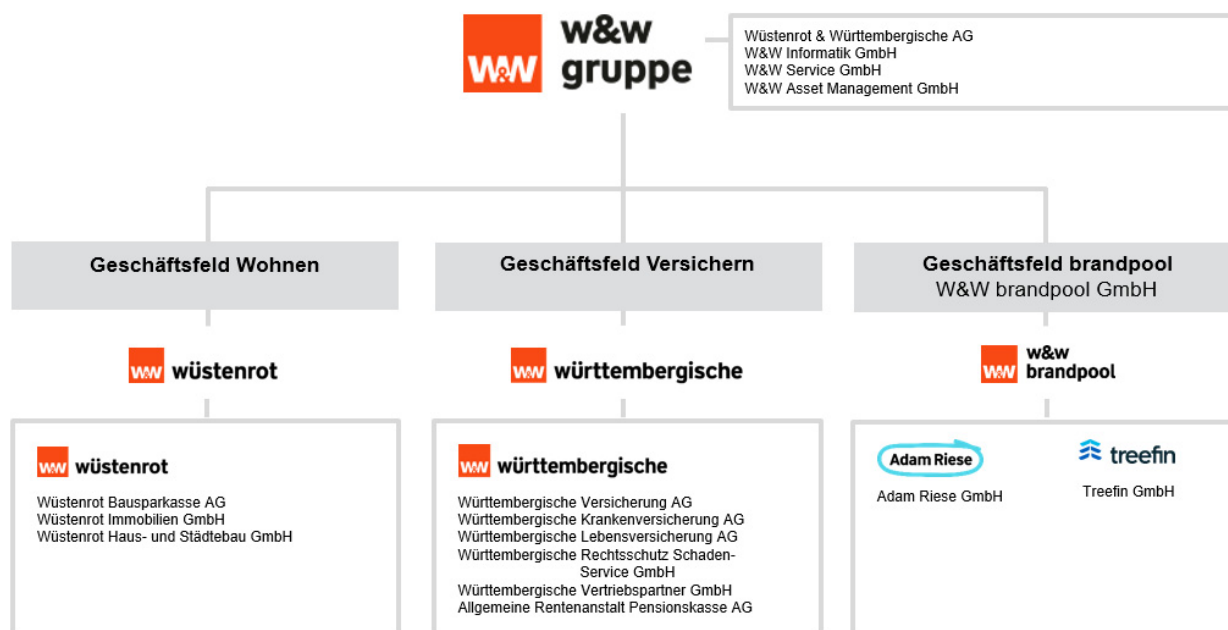 W&W
w&w
gruppe
Wüstenrot & Württembergische AG
W&W Informatik GmbH
W&W Service GmbH
W&W Asset Management GmbH
Geschäftsfeld Wohnen
Geschäftsfeld Versichern
Geschäftsfeld brandpool
W&W brandpool GmbH
W&W wüstenrot
W&W württembergische
W&W w&w
brandpool
W&W wüstenrot
Wüstenrot Bausparkasse AG
Wüstenrot Immobilien GmbH
Wüstenrot Haus- und Städtebau GmbH
W&W württembergische
Württembergische Versicherung AG
Württembergische Krankenversicherung AG
Württembergische Lebensversicherung AG
Württembergische Rechtsschutz Schaden-
Service GmbH
Württembergische Vertriebspartner GmbH
Allgemeine Rentenanstalt Pensionskasse AG
Adam Riese
Adam Riese GmbH
treefin
Treefin GmbH